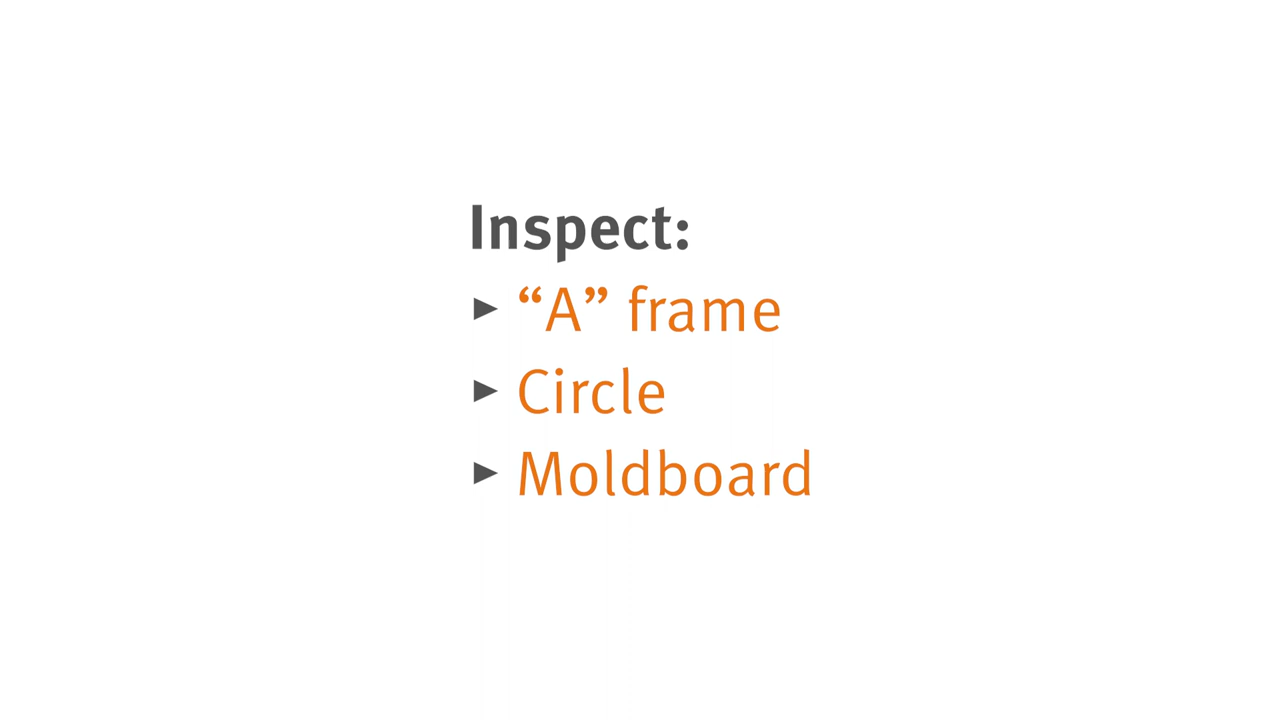 Inspect:
► “A” frame
► Circle
► Moldboard